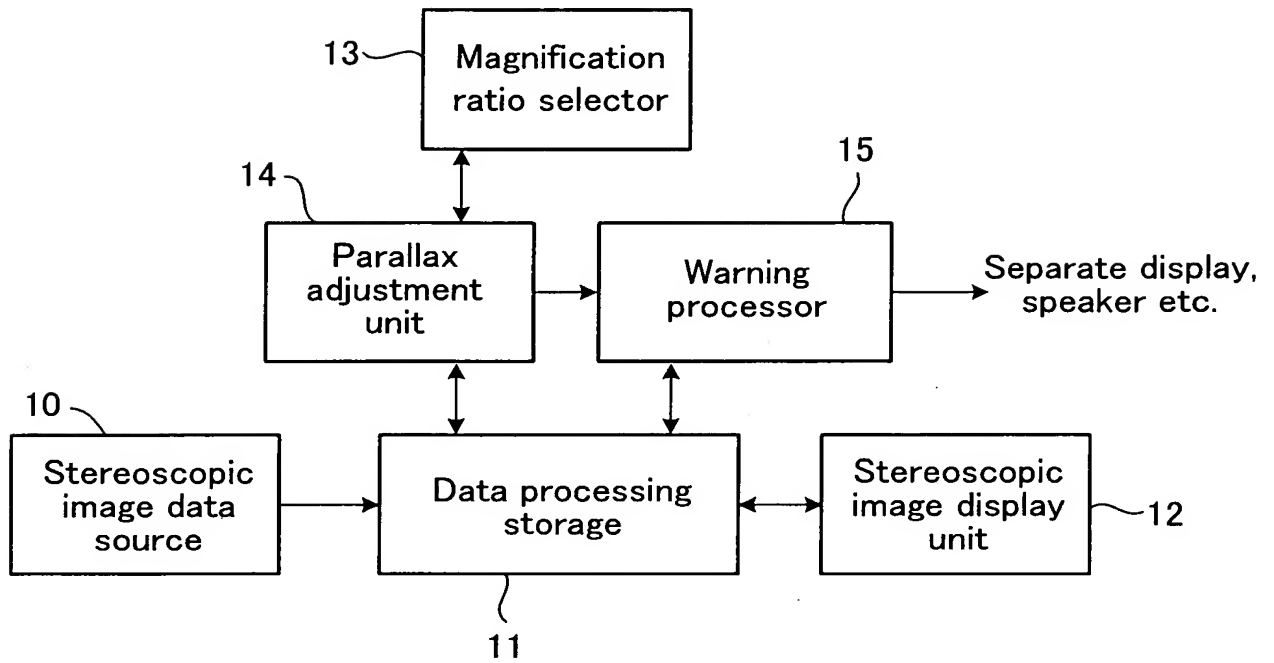 13
Magnification
ratio selector
14
15
Parallax
adjustment
unit
Warning
processor
Separate display,
speaker etc.
10
Stereoscopic
image data
source
Data processing
storage
Stereoscopic
image display
unit
12
11